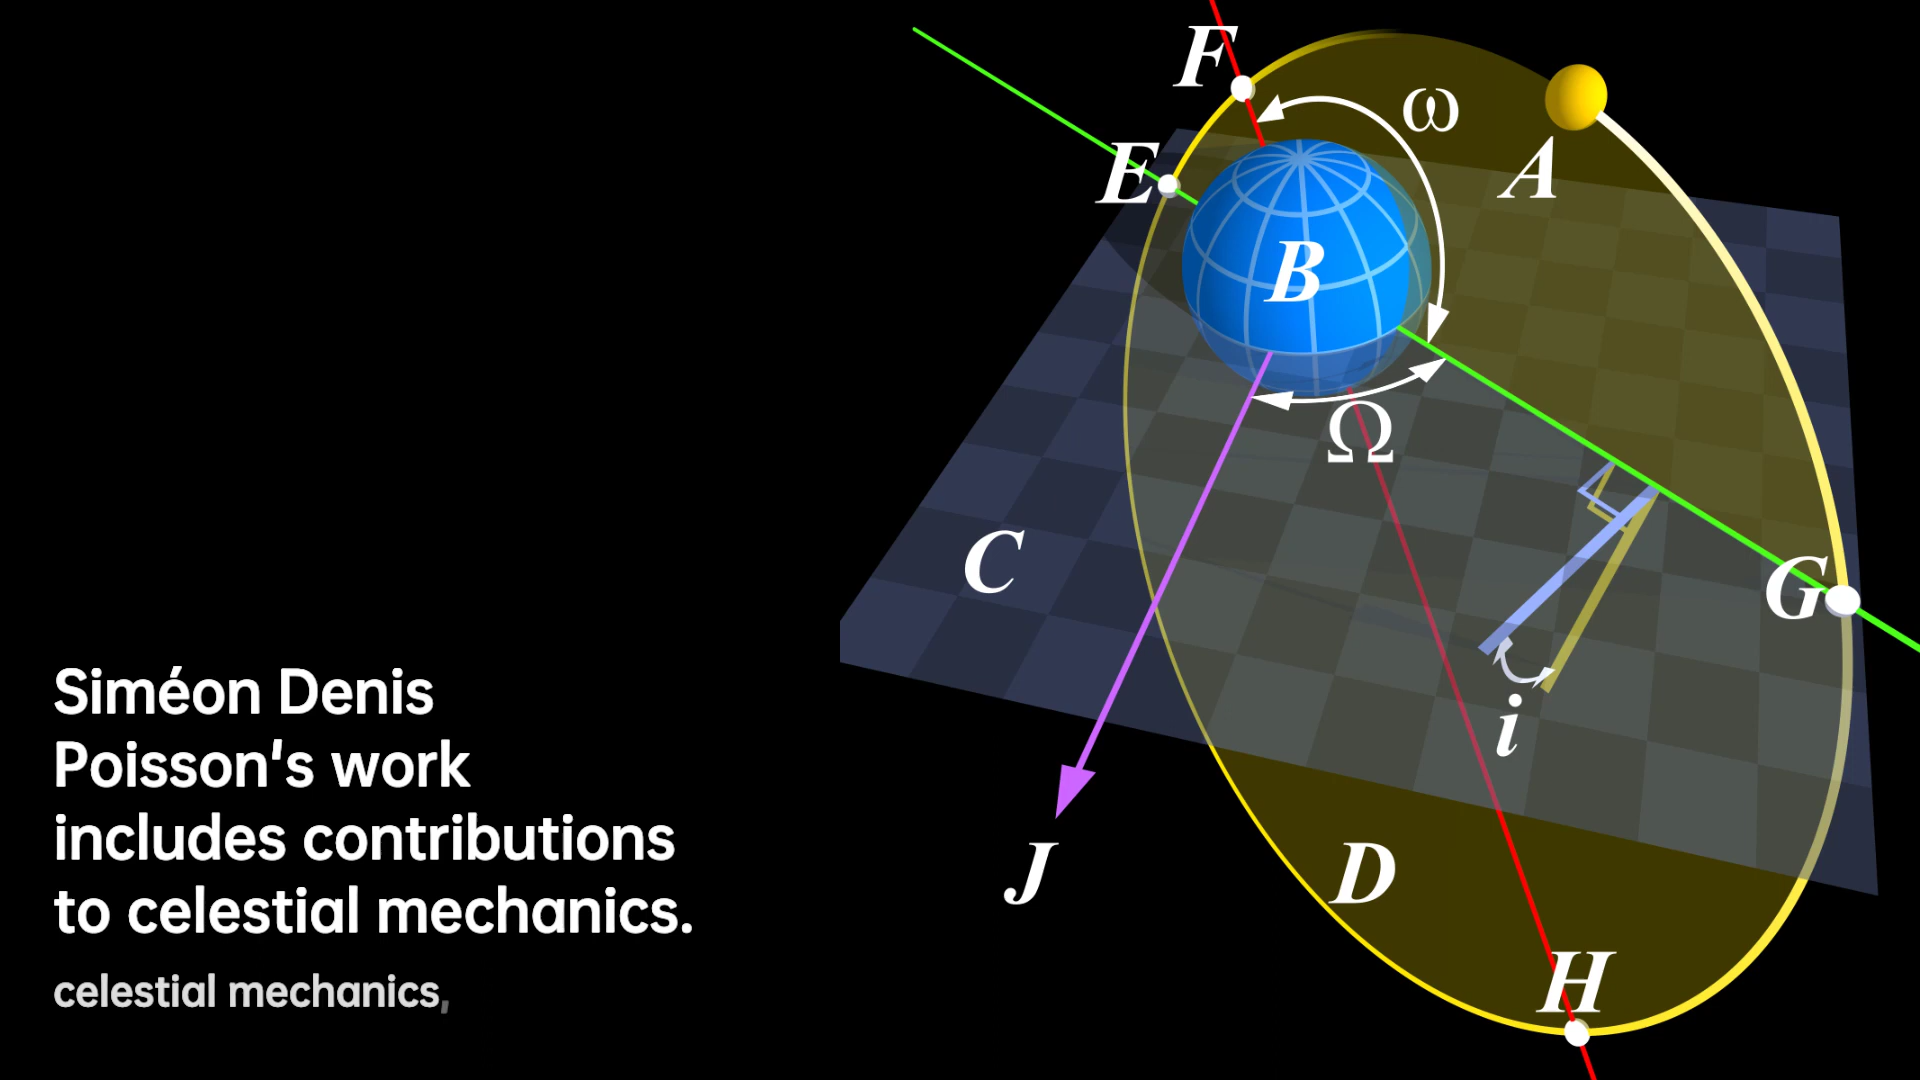 F
ω
E
A
B
Ω
C
G
i
J
D
H
Siméon Denis
Poisson's work
includes contributions
to celestial mechanics.
celestial mechanics,